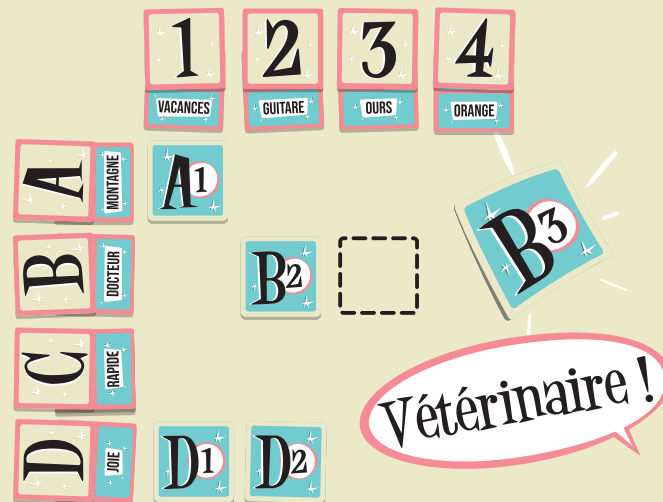 1 2 3 4
VACANCES GUITARE OURS ORANGE
A MONTAGNE A1
B3
B DOCTEUR B2
C RAPIDE
Vétérinaire !
D JOIE D1 D2